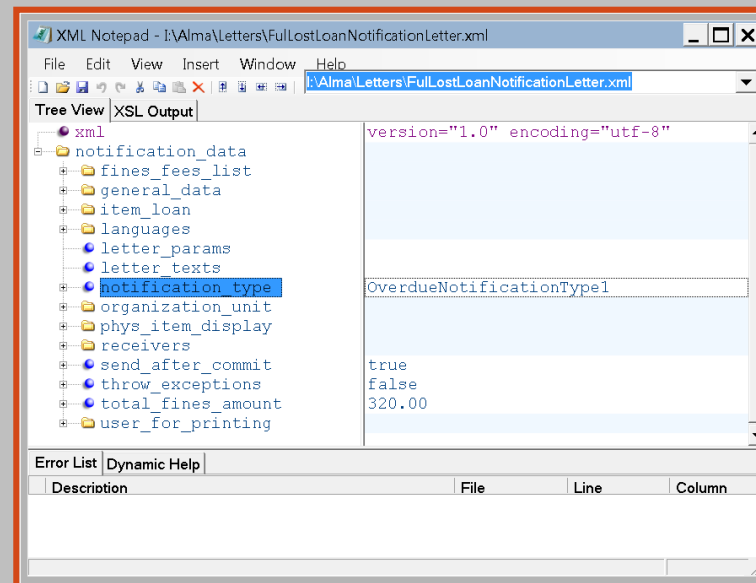 XML Notepad - I:\Alma\Letters\FulLostLoanNotificationLetter.xml
File Edit View Insert Window Help
I:\Alma\Letters\FulLostLoanNotificationLetter.xml
Tree View XSL Output
xml version="1.0" encoding="utf-8"
notification_data
fines_fees_list
general_data
item_loan
languages
letter_params
letter_texts
notification_type OverdueNotificationType1
organization_unit
phys_item_display
receivers
send_after_commit true
throw_exceptions false
total_fines_amount 320.00
user_for_printing
Error List Dynamic Help
Description File Line Column